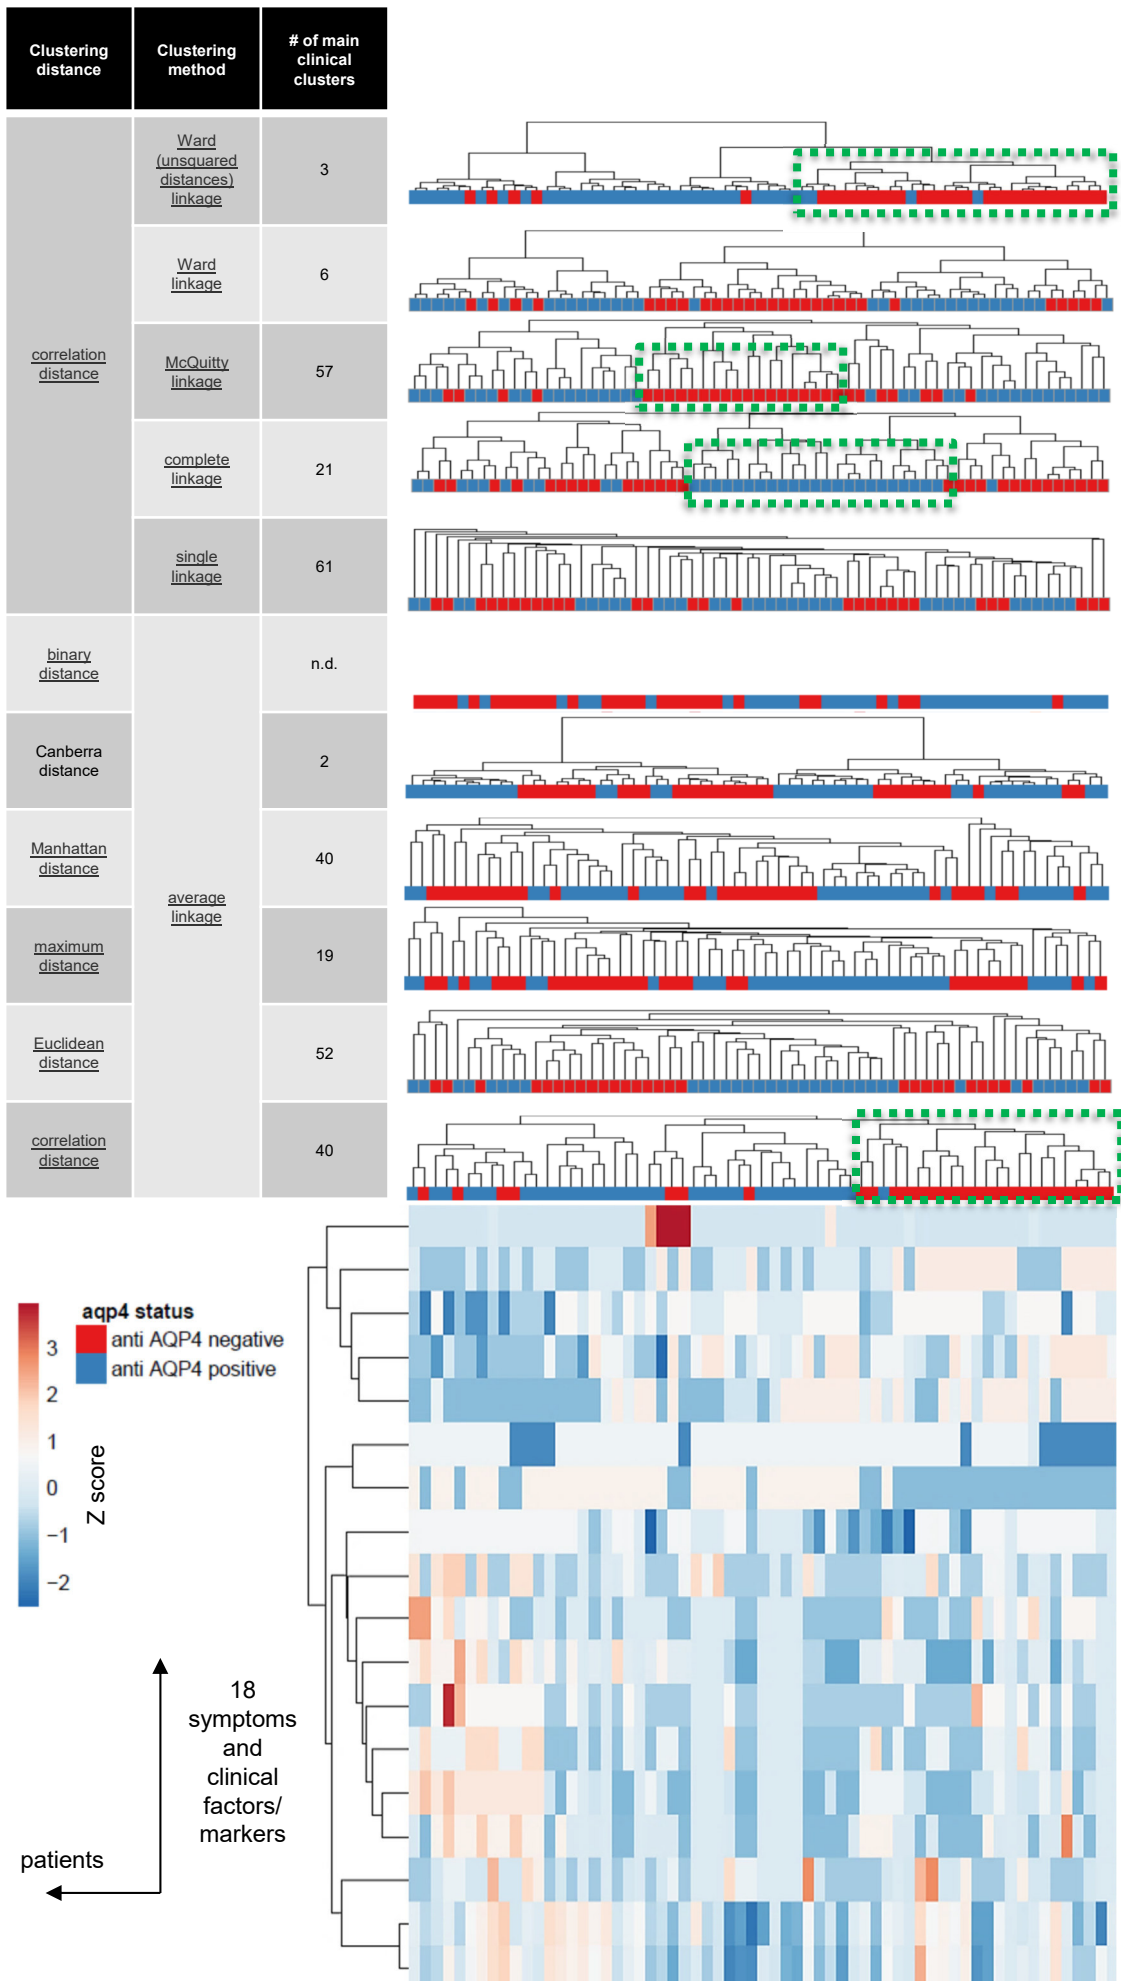 Clustering
distance
Clustering
method
# of main
clinical
clusters
correlation
distance
Ward
(unsquared
distances)
linkage
3
Ward
linkage
6
McQuitty
linkage
57
complete
linkage
21
single
linkage
61
binary
distance
average
linkage
n.d.
Canberra
distance
2
Manhattan
distance
40
maximum
distance
19
Euclidean
distance
52
correlation
distance
40
aqp4 status
anti AQP4 negative
anti AQP4 positive
3
2
1
0
−1
−2
Z score
18
symptoms
and
clinical
factors/
markers
patients